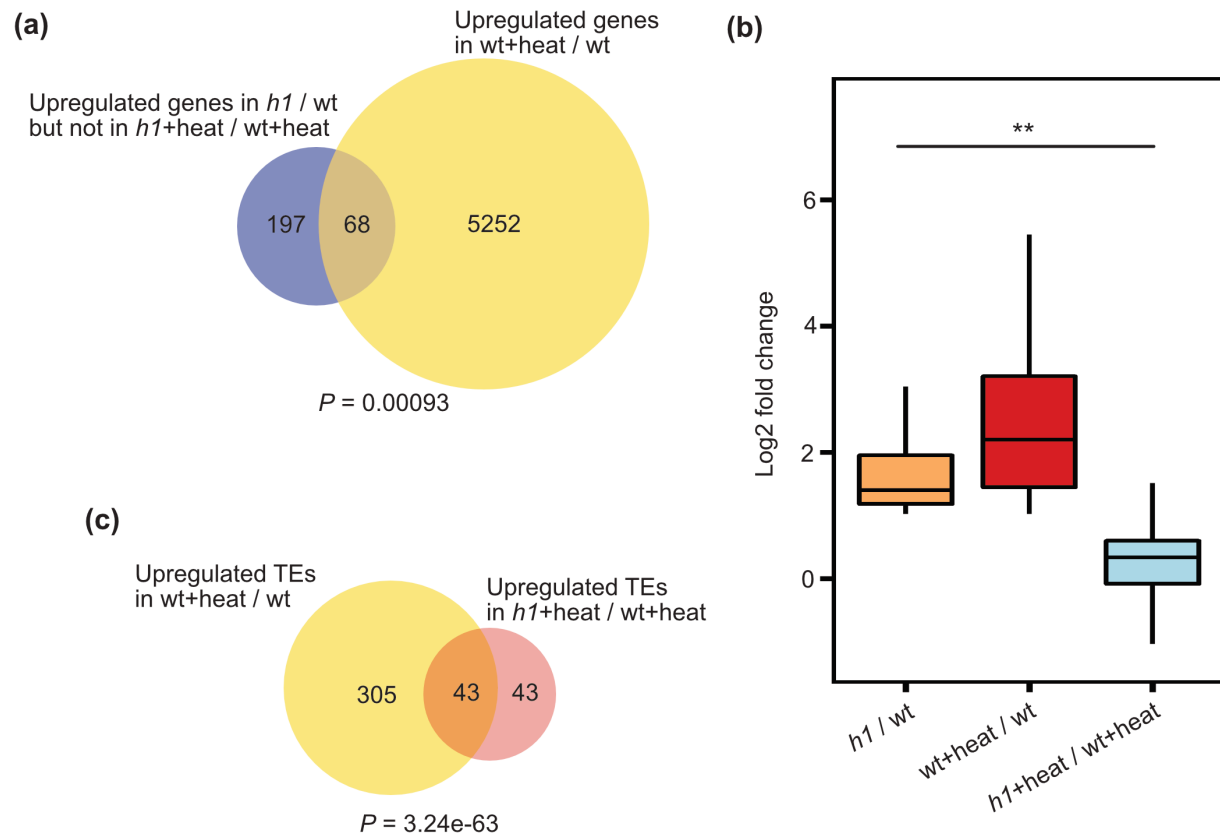 (a)
Upregulated genes
in wt+heat / wt
Upregulated genes in h1 / wt
but not in h1+heat / wt+heat
197
68
5252
P = 0.00093
(b)
**
Log2 fold change
6
4
2
0
h1 / wt
wt+heat / wt
h1+heat / wt+heat
(c)
Upregulated TEs
in wt+heat / wt
Upregulated TEs
in h1+heat / wt+heat
305
43
43
P = 3.24e-63